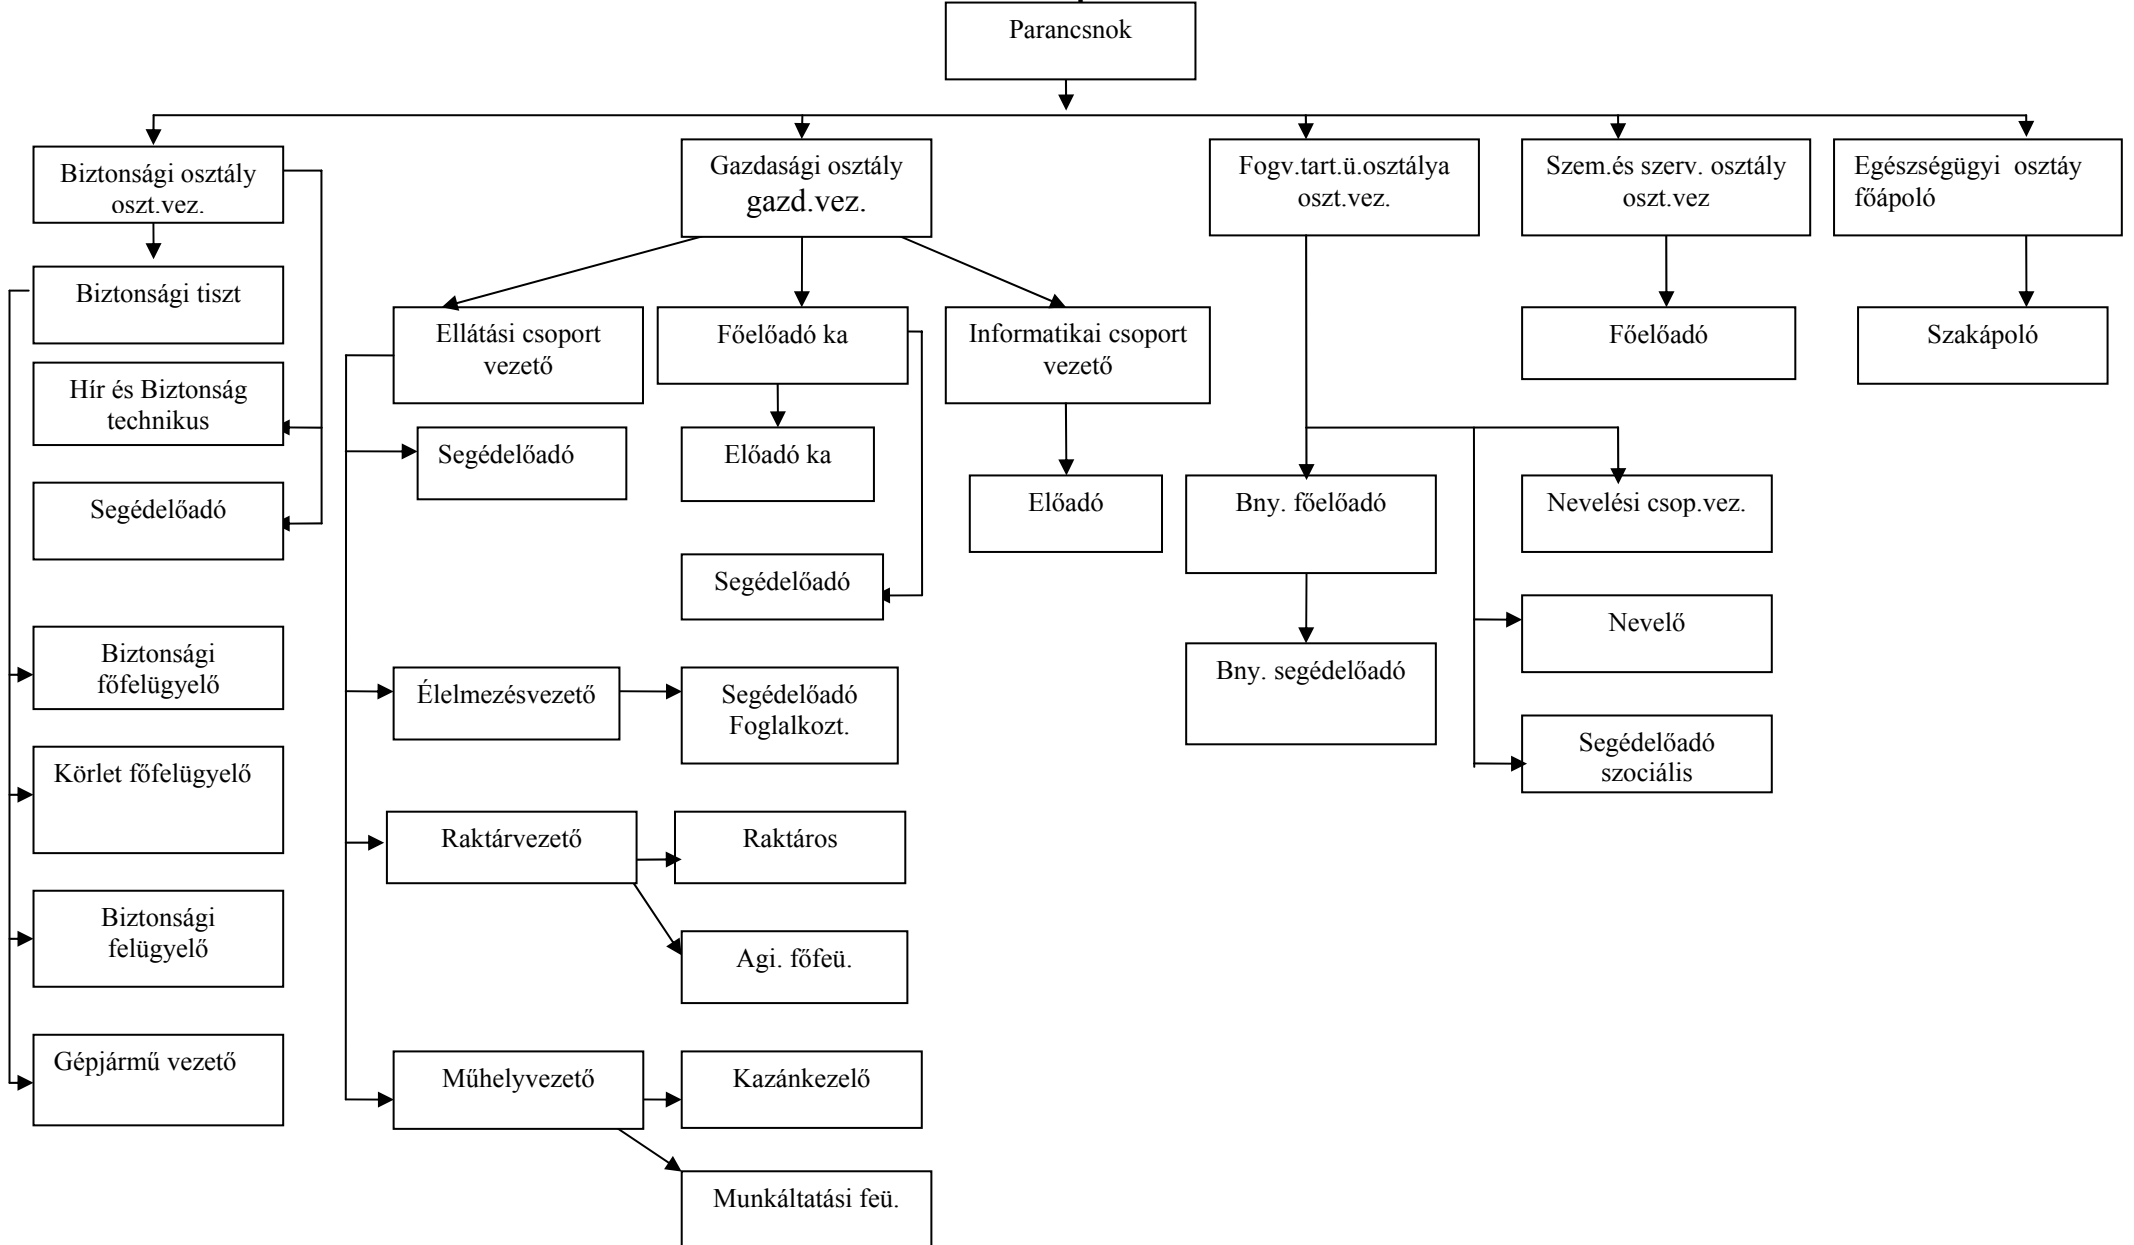 Parancsnok
Biztonsági osztály
oszt.vez.
Gazdasági osztály
gazd.vez.
Fogv.tart.ü.osztálya
oszt.vez.
Szem.és szerv. osztály
oszt.vez
Egészségügyi  osztáy
főápoló
Biztonsági tiszt
Hír és Biztonság
technikus
Segédelőadó
Biztonsági
főfelügyelő
Körlet főfelügyelő
Biztonsági
felügyelő
Gépjármű vezető
Ellátási csoport
vezető
Segédelőadó
Élelmezésvezető
Segédelőadó
Foglalkozt.
Raktárvezető
Raktáros
Agi. főfeü.
Műhelyvezető
Kazánkezelő
Munkáltatási feü.
Főelőadó ka
Előadó ka
Segédelőadó
Informatikai csoport
vezető
Előadó
Bny. főelőadó
Bny. segédelőadó
Nevelési csop.vez.
Nevelő
Segédelőadó
szociális
Főelőadó
Szakápoló